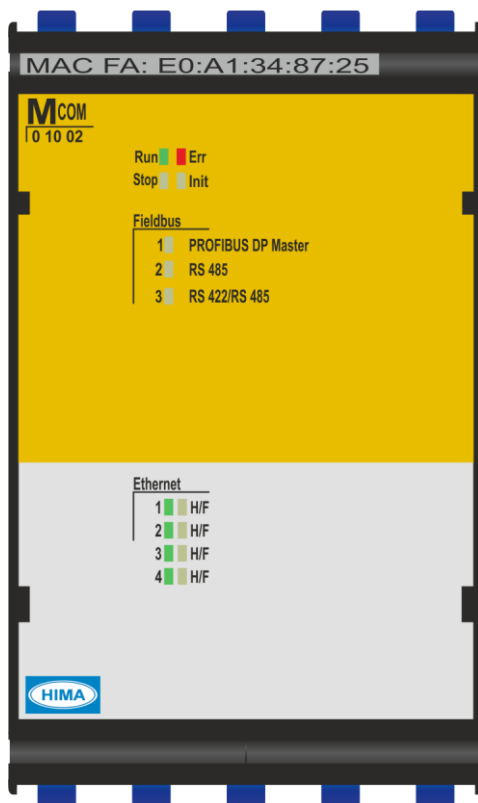 MAC FA: E0:A1:34:87:25
MCOM
0 10 02
Run Err
Stop Init
Fieldbus
1 PROFIBUS DP Master
2 RS 485
3 RS 422/RS 485
Ethernet
1 H/F
2 H/F
3 H/F
4 H/F
HIMA